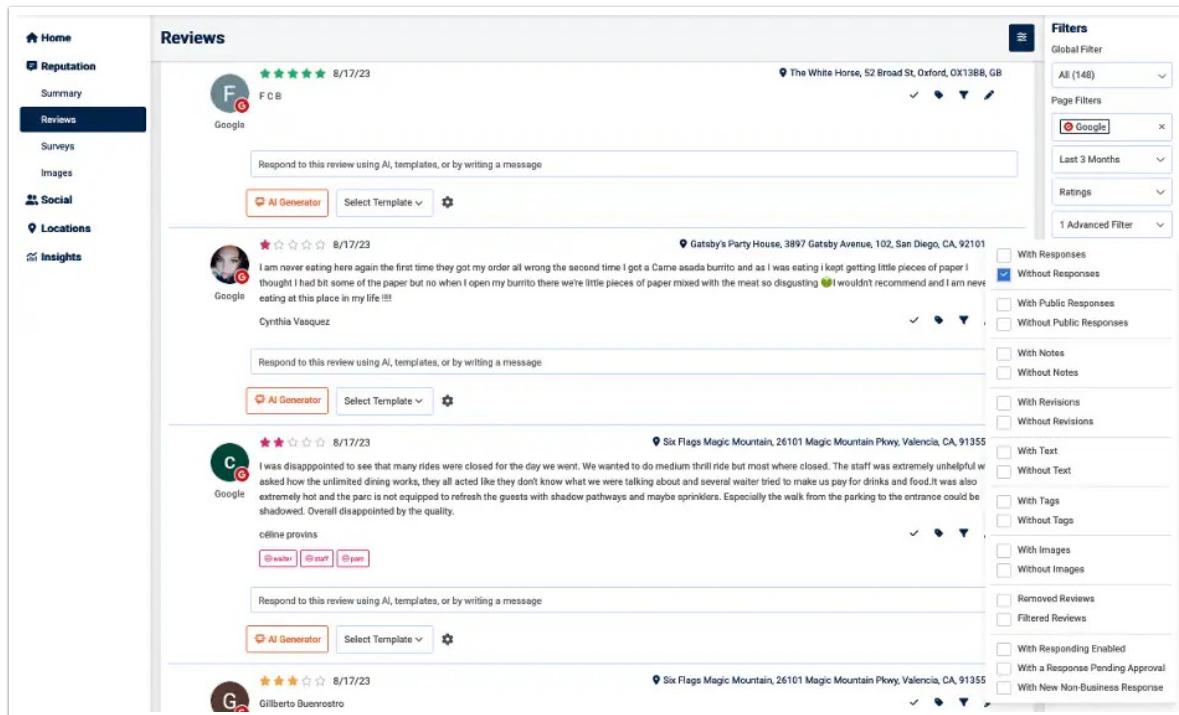 Home
Reputation
Summary
Reviews
Surveys
Images
Social
Locations
Insights
Reviews
F
G
Google
8/17/23
The White Horse, 52 Broad St, Oxford, OX13BB, GB
F C B
Respond to this review using AI, templates, or by writing a message
AI Generator
Select Template
G
Google
8/17/23
Gatsby's Party House, 3897 Gatsby Avenue, 102, San Diego, CA, 92101
I am never eating here again the first time they got my order all wrong the second time I got a Carne asada burrito and as I was eating i kept getting little pieces of paper I
thought I had bit some of the paper but no when I open my burrito there we're little pieces of paper mixed with the meat so disgusting 🤢I wouldn't recommend and I am neve
eating at this place in my life !!!!
Cynthia Vasquez
Respond to this review using AI, templates, or by writing a message
AI Generator
Select Template
C
G
Google
8/17/23
Six Flags Magic Mountain, 26101 Magic Mountain Pkwy, Valencia, CA, 91355
I was disapppointed to see that many rides were closed for the day we went. We wanted to do medium thrill ride but most where closed. The staff was extremely unhelpful w
asked how the unlimited dining works, they all acted like they don't know what we were talking about and several waiter tried to make us pay for drinks and food.It was also
extremely hot and the parc is not equipped to refresh the guests with shadow pathways and maybe sprinklers. Especially the walk from the parking to the entrance could be
shadowed. Overall disappointed by the quality.
céline provins
waiter
staff
parc
Respond to this review using AI, templates, or by writing a message
AI Generator
Select Template
G
G
8/17/23
Six Flags Magic Mountain, 26101 Magic Mountain Pkwy, Valencia, CA, 91355
Gillberto Buenrostro
Filters
Global Filter
All (148)
Page Filters
G Google
Last 3 Months
Ratings
1 Advanced Filter
With Responses
Without Responses
With Public Responses
Without Public Responses
With Notes
Without Notes
With Revisions
Without Revisions
With Text
Without Text
With Tags
Without Tags
With Images
Without Images
Removed Reviews
Filtered Reviews
With Responding Enabled
With a Response Pending Approval
With New Non-Business Response